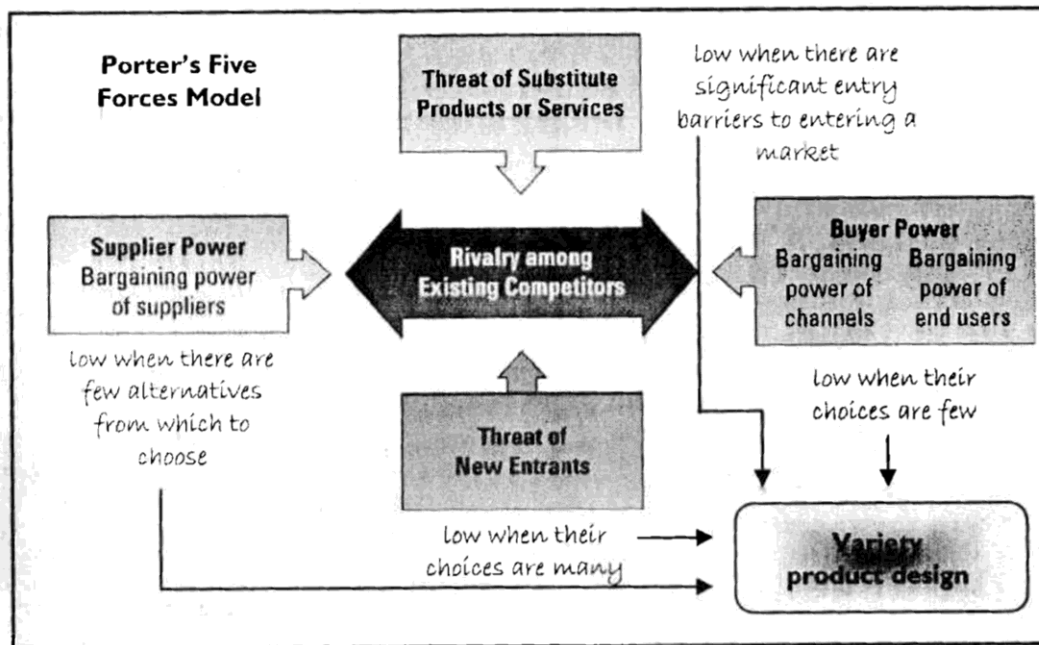 Porter's Five
Forces Model
Threat of Substitute
Products or Services
low when there are
significant entry
barriers to entering a
market
Supplier Power
Bargaining power
of suppliers
Rivalry among
Existing Competitors
Buyer Power
Bargaining power of channels
Bargaining power of end users
low when there are
few alternatives
from which to
choose
low when their
choices are few
Threat of
New Entrants
low when their
choices are many
Variety
product design